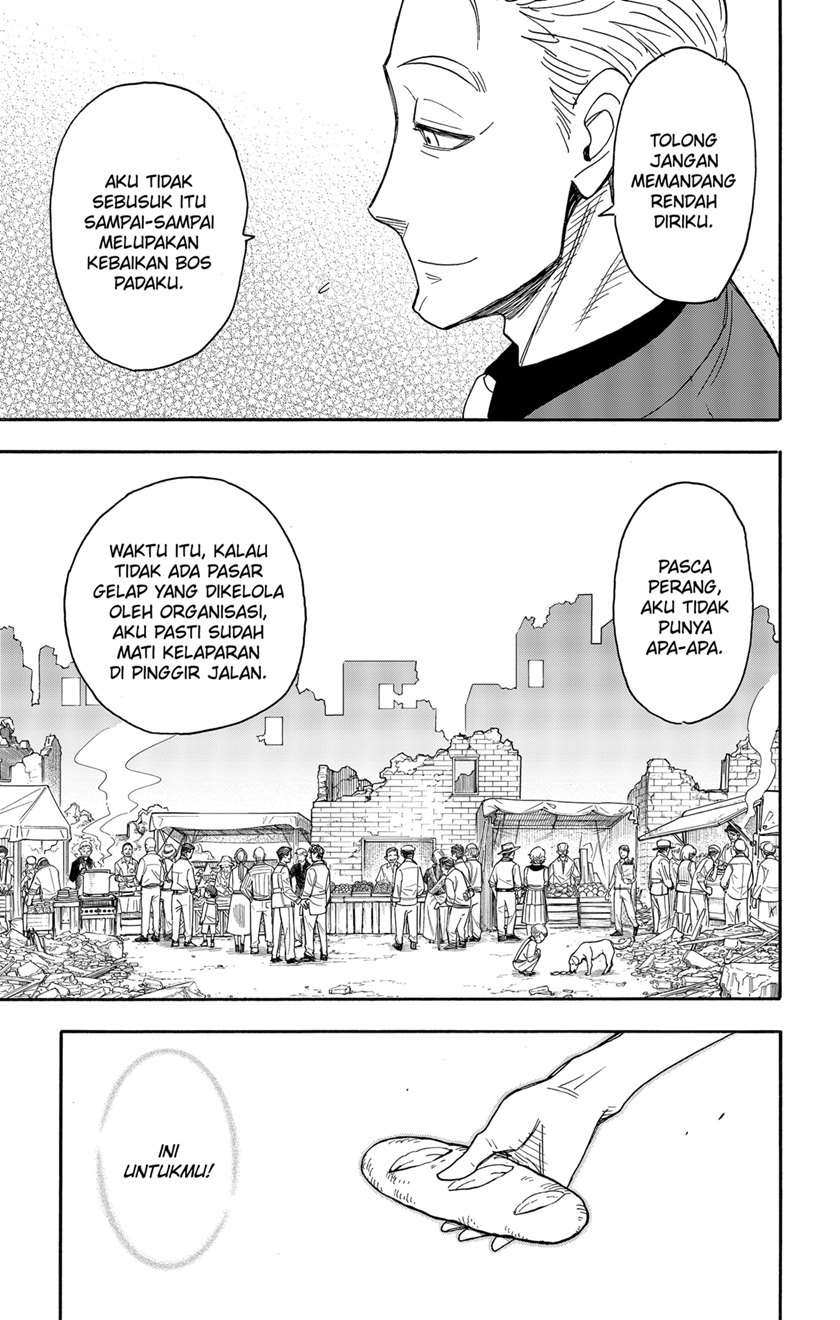 TOLONG
JANGAN
MEMANDANG
RENDAH
DIRIKU.
AKU TIDAK
SEBUSUK ITU
SAMPAI-SAMPAI
MELUPAKAN
KEBAIKAN BOS
PADAKU.
PASCA
PERANG,
AKU TIDAK
PUNYA
APA-APA.
WAKTU ITU, KALAU
TIDAK ADA PASAR
GELAP YANG DIKELOLA
OLEH ORGANISASI,
AKU PASTI SUDAH
MATI KELAPARAN
DI PINGGIR JALAN.
INI
UNTUKMU!